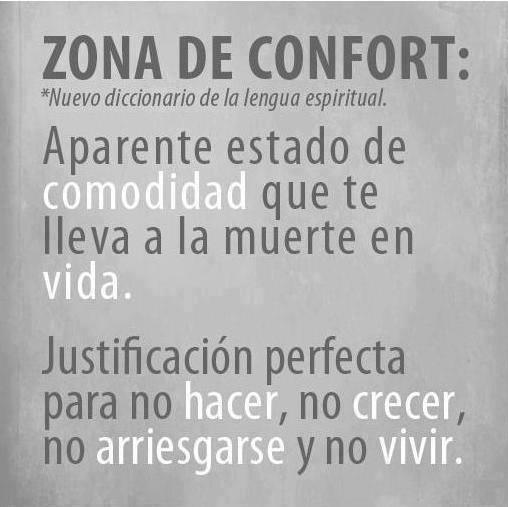 ZONA DE CONFORT:
*Nuevo diccionario de la lengua espiritual.
Aparente estado de
comodidad que te
lleva a la muerte en
vida.
Justificación perfecta
para no hacer, no crecer,
no arriesgarse y no vivir.